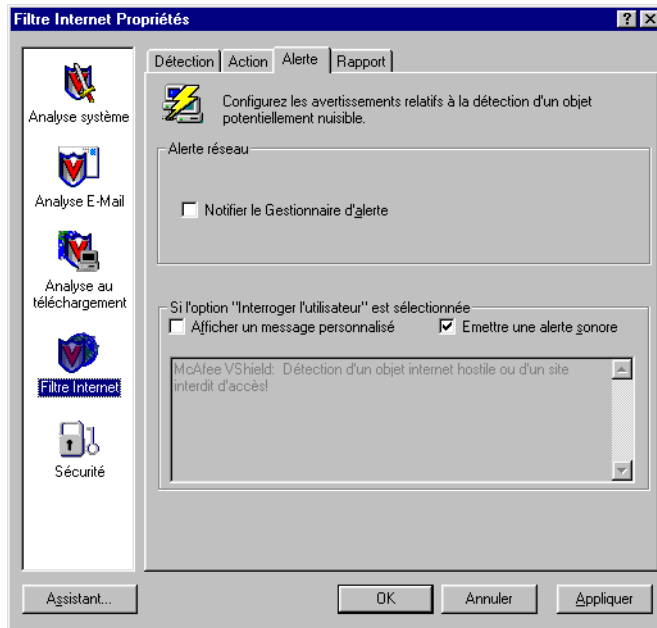 Filtre Internet Propriétés
Détection Action Alerte Rapport
Analyse système
Analyse E-Mail
Analyse au
téléchargement
Filtre Internet
Sécurité
Configurez les avertissements relatifs à la détection d'un objet
potentiellement nuisible.
Alerte réseau
Notifier le Gestionnaire d'alerte
Si l'option "Interroger l'utilisateur" est sélectionnée
Afficher un message personnalisé Emettre une alerte sonore
McAfee VShield: Détection d'un objet internet hostile ou d'un site
interdit d'accès!
Assistant... OK Annuler Appliquer